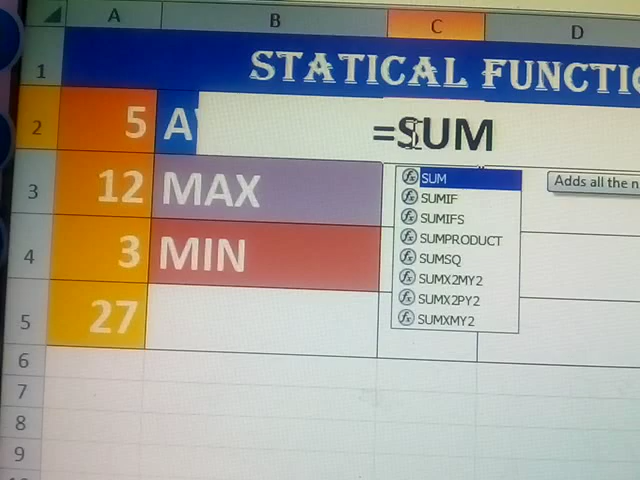 A B C D
1 STATICAL FUNCTIO
2 5 A =SUM
SUM Adds all the n
3 12 MAX
SUMIF
SUMIFS
SUMPRODUCT
4 3 MIN
SUMSQ
SUMX2MY2
SUMX2PY2
5 27
SUMXMY2
6
7
8
9